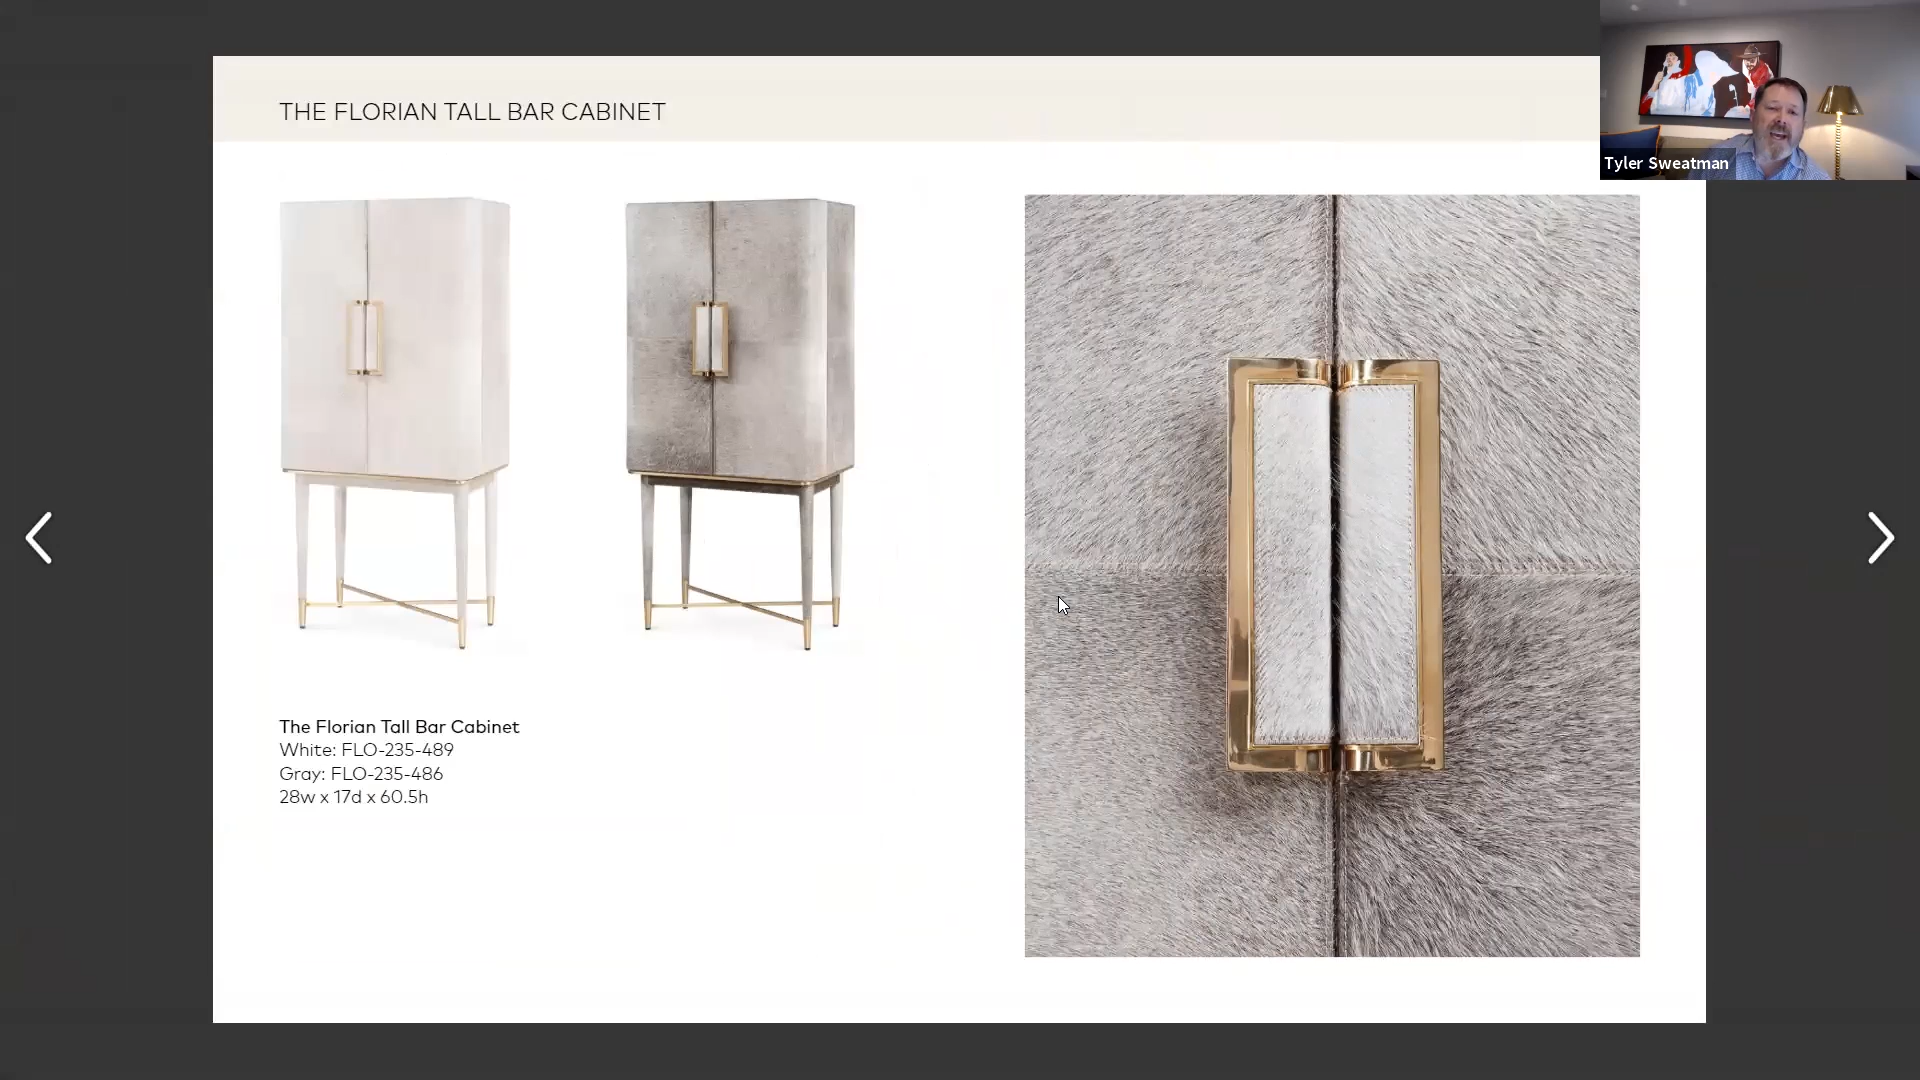 THE FLORIAN TALL BAR CABINET
Tyler Sweatman
The Florian Tall Bar Cabinet
White: FLO-235-489
Gray: FLO-235-486
28w x 17d x 60.5h